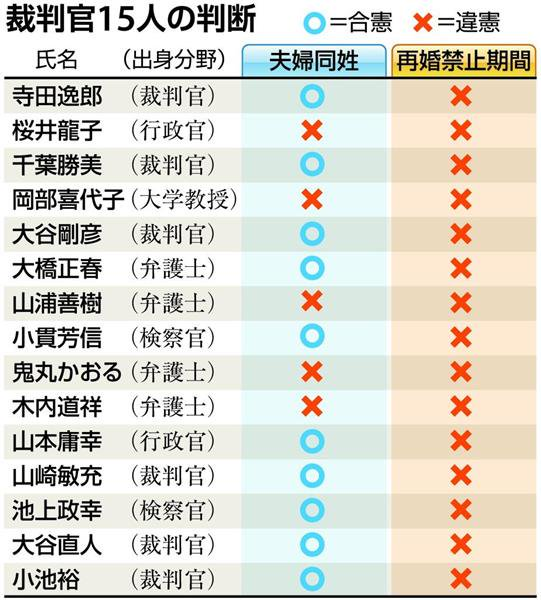 裁判官15人の判断 ○＝合憲 ×＝違憲
氏名 （出身分野） 夫婦同姓 再婚禁止期間
寺田逸郎 （裁判官） ○ ×
桜井龍子 （行政官） × ×
千葉勝美 （裁判官） ○ ×
岡部喜代子 （大学教授） × ×
大谷剛彦 （裁判官） ○ ×
大橋正春 （弁護士） ○ ×
山浦善樹 （弁護士） × ×
小貫芳信 （検察官） ○ ×
鬼丸かおる （弁護士） × ×
木内道祥 （弁護士） × ×
山本庸幸 （行政官） ○ ×
山崎敏充 （裁判官） ○ ×
池上政幸 （検察官） ○ ×
大谷直人 （裁判官） ○ ×
小池裕 （裁判官） ○ ×